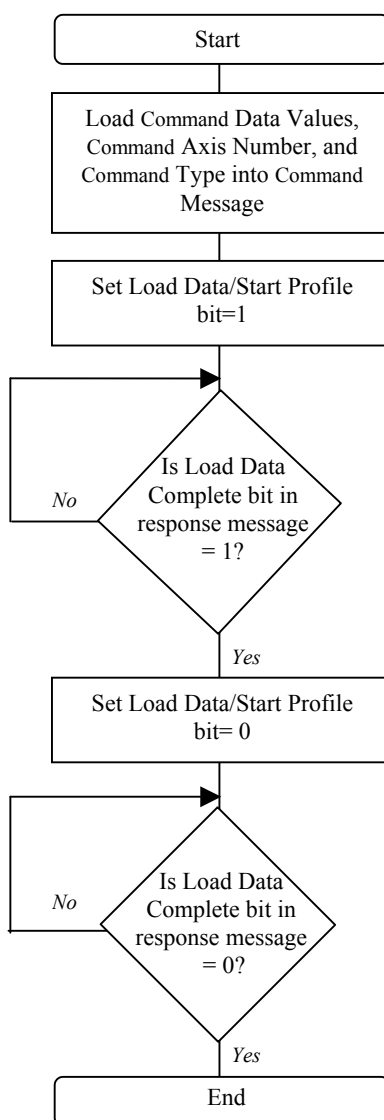 Start
Load Command Data Values,
Command Axis Number, and
Command Type into Command
Message
Set Load Data/Start Profile
bit=1
Is Load Data
Complete bit in
response message
= 1?
No
Yes
Set Load Data/Start Profile
bit= 0
Is Load Data
Complete bit in
response message
= 0?
No
Yes
End